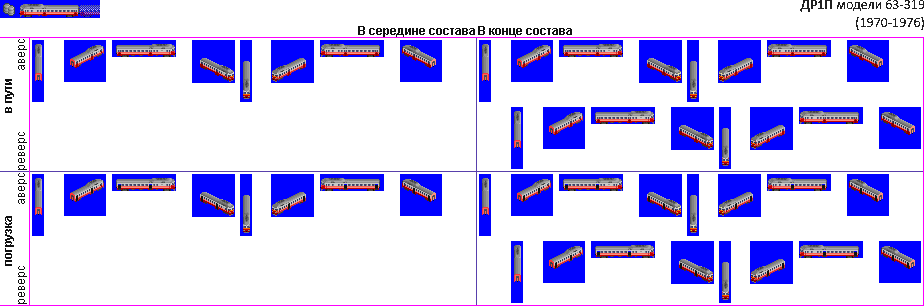 ДР1П модели 63-319
(1970-1976)
В середине состава В конце состава
в пути
аверс
реверс
погрузка
аверс
реверс